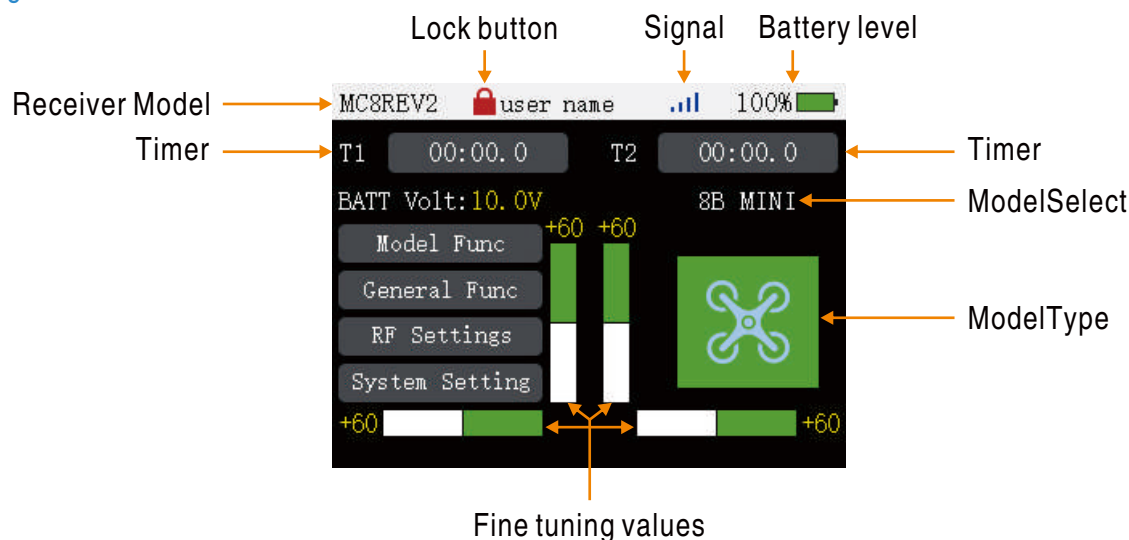 Lock button Signal Battery level
Receiver Model MC8REV2 user name 100%
Timer T1 00:00.0 T2 00:00.0 Timer
BATT Volt:10.0V 8B MINI ModelSelect
+60 +60
Model Func
General Func
ModelType
RF Settings
System Setting
+60 +60
Fine tuning values